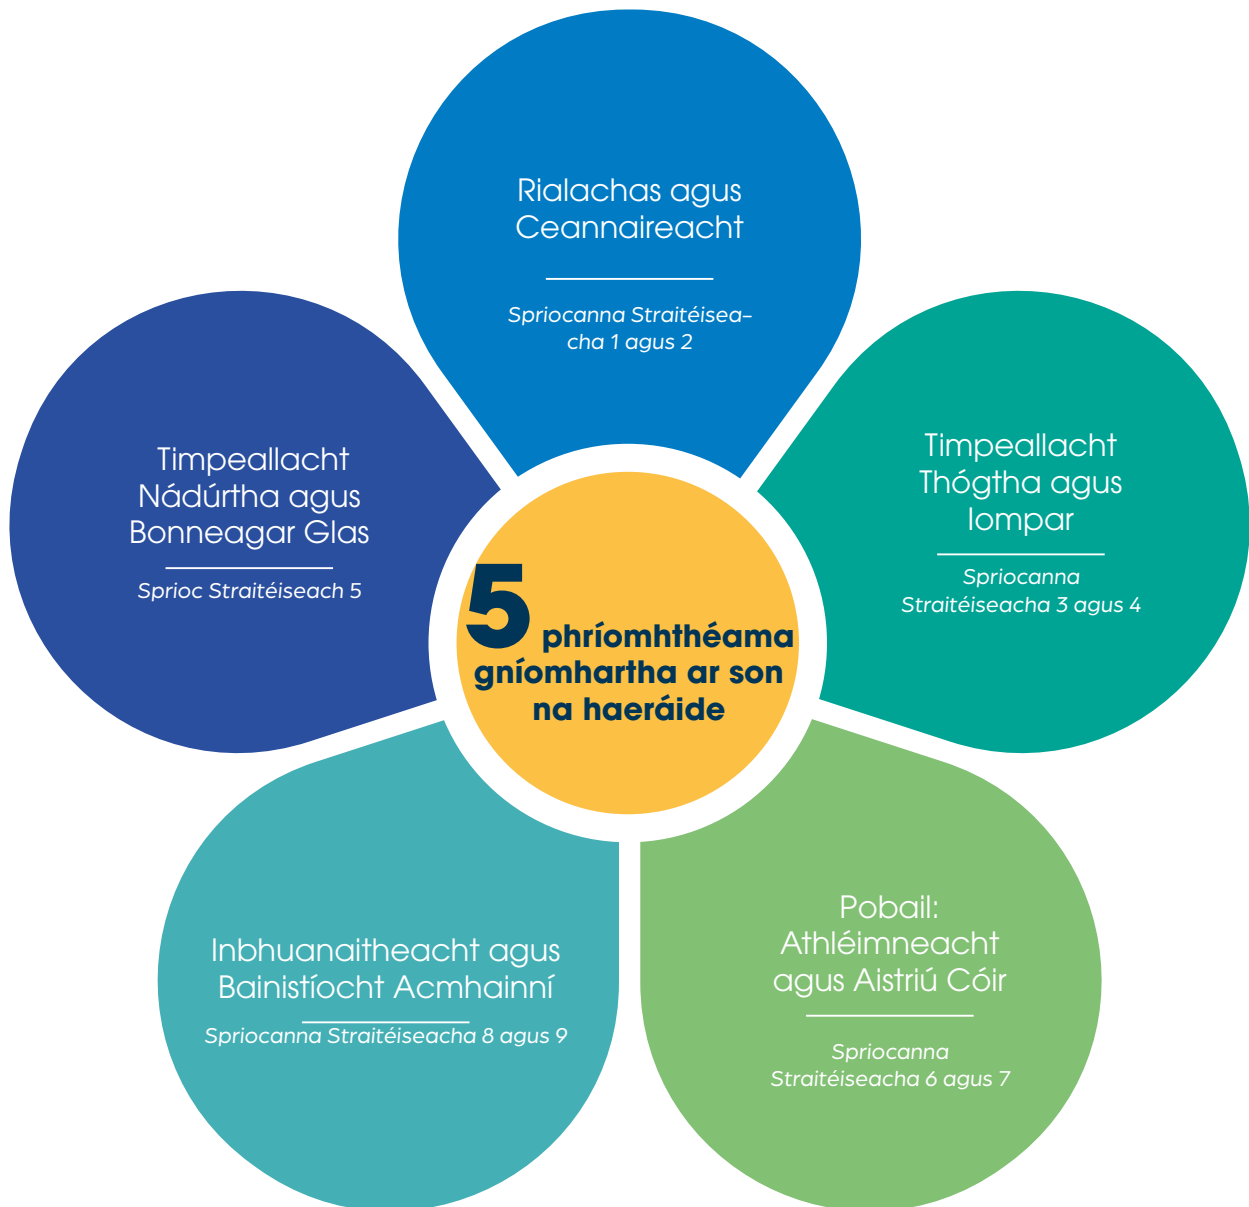 Rialachas agus
Ceannaireacht
Spriocanna Straitéisea-
cha 1 agus 2
Timpeallacht
Thógtha agus
Iompar
Spriocanna
Straitéiseacha 3 agus 4
Timpeallacht
Nádúrtha agus
Bonneagar Glas
Sprioc Straitéiseach 5
5 phríomhthéama
gníomhartha ar son
na haeráide
Pobail:
Athléimneacht
agus Aistriú Cóir
Spriocanna
Straitéiseacha 6 agus 7
Inbhuanaitheacht agus
Bainistíocht Acmhainní
Spriocanna Straitéiseacha 8 agus 9